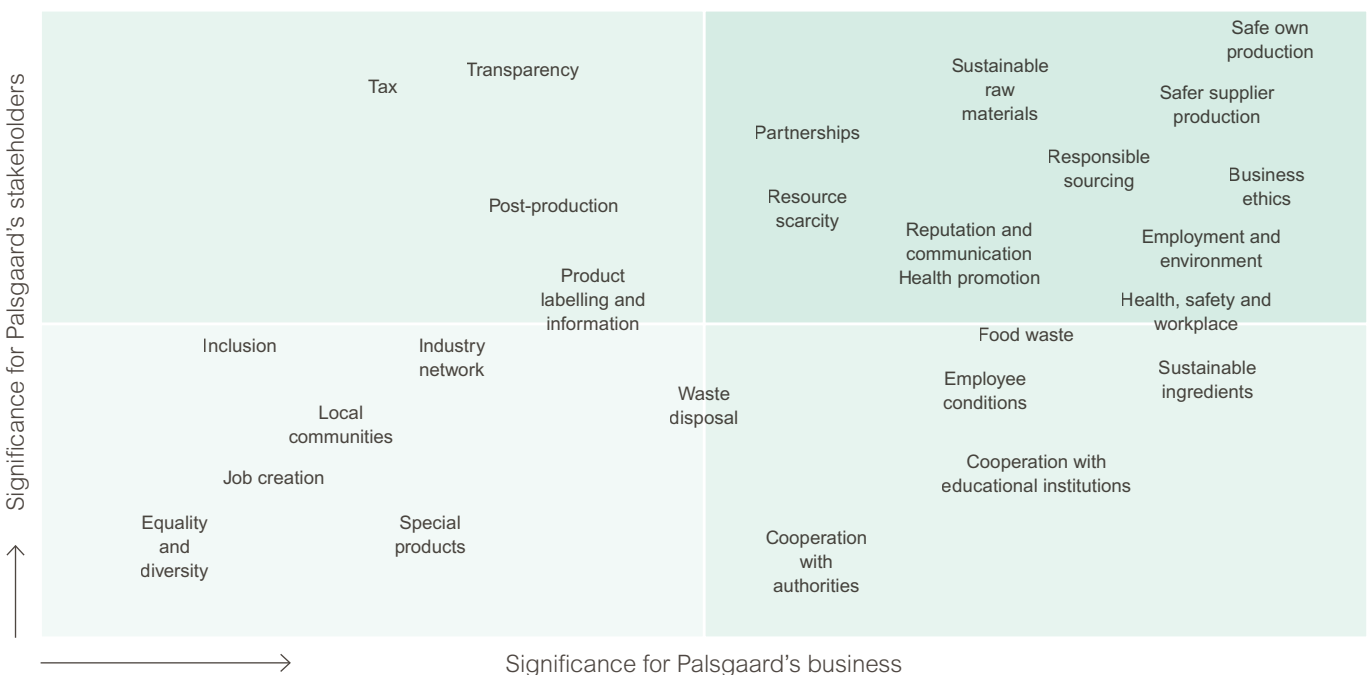 Significance for Palsgaard's stakeholders
Tax
Transparency
Post-production
Product
labelling and
information
Safe own
production
Sustainable
raw
materials
Safer supplier
production
Partnerships
Responsible
sourcing
Business
ethics
Resource
scarcity
Reputation and
communication
Health promotion
Employment and
environment
Health, safety and
workplace
Inclusion
Industry
network
Local
communities
Job creation
Equality
and
diversity
Special
products
Waste
disposal
Food waste
Employee
conditions
Sustainable
ingredients
Cooperation with
educational institutions
Cooperation
with
authorities
Significance for Palsgaard's business